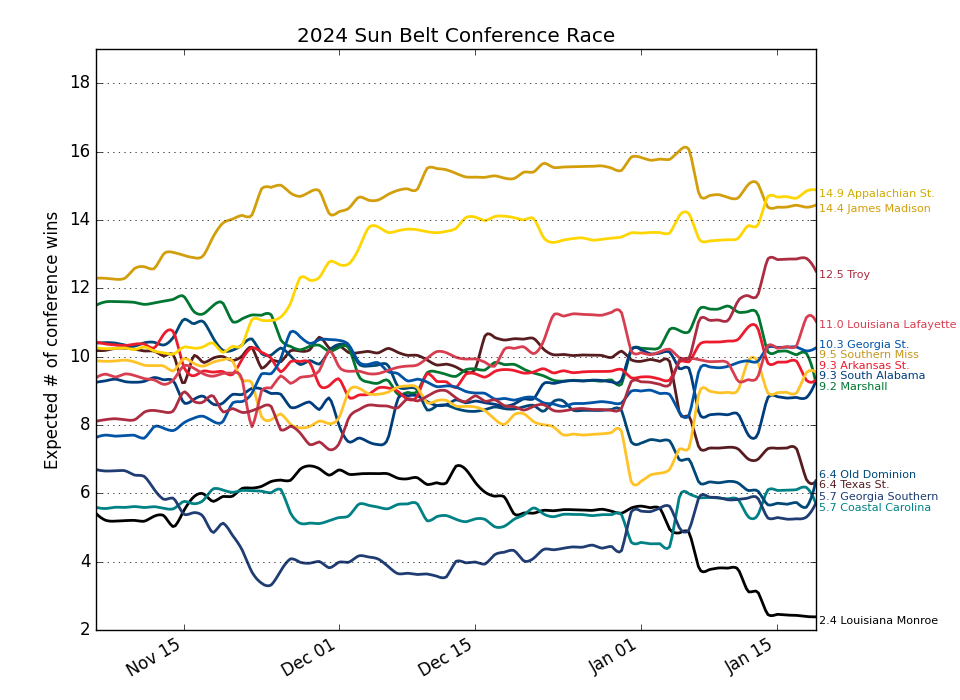 2024 Sun Belt Conference Race
Expected # of conference wins
18
16
14
12
10
8
6
4
2
Nov 15
Dec 01
Dec 15
Jan 01
Jan 15
14.9 Appalachian St.
14.4 James Madison
12.5 Troy
11.0 Louisiana Lafayette
10.3 Georgia St.
9.5 Southern Miss
9.3 Arkansas St.
9.3 South Alabama
9.2 Marshall
6.4 Old Dominion
6.4 Texas St.
5.7 Georgia Southern
5.7 Coastal Carolina
2.4 Louisiana Monroe